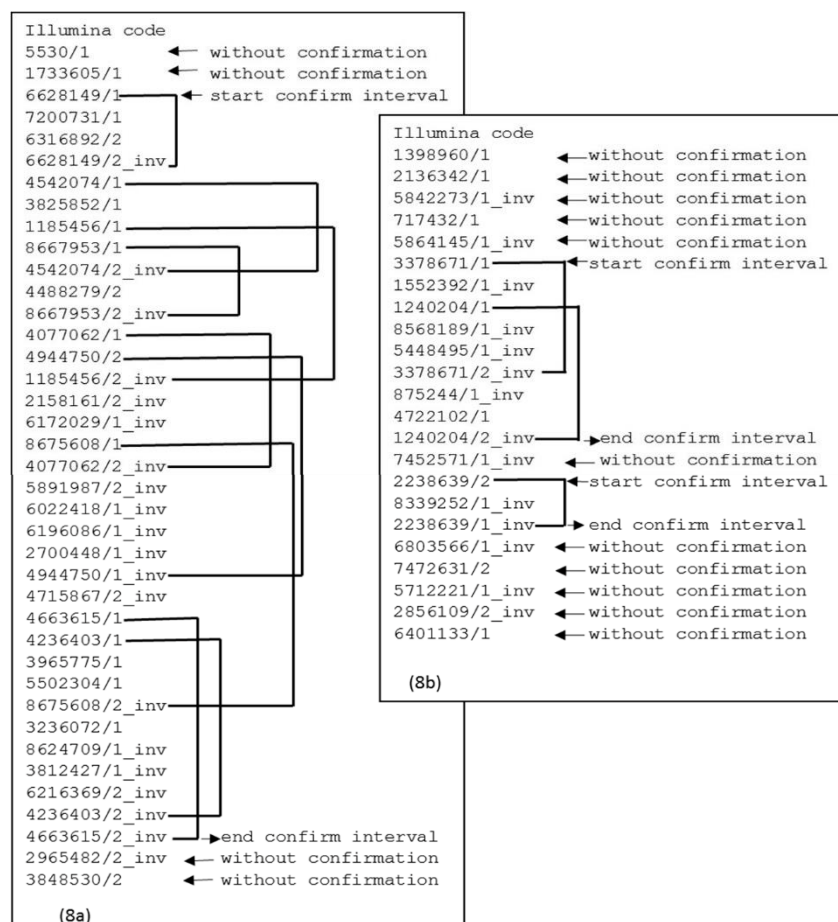 Illumina code
5530/1 without confirmation
1733605/1 without confirmation
6628149/1 start confirm interval
7200731/1
6316892/2
6628149/2_inv
4542074/1
3825852/1
1185456/1
8667953/1
4542074/2_inv
4488279/2
8667953/2_inv
4077062/1
4944750/2
1185456/2_inv
2158161/2_inv
6172029/1_inv
8675608/1
4077062/2_inv
5891987/2_inv
6022418/1_inv
6196086/1_inv
2700448/1_inv
4944750/1_inv
4715867/2_inv
4663615/1
4236403/1
3965775/1
5502304/1
8675608/2_inv
3236072/1
8624709/1_inv
3812427/1_inv
6216369/2_inv
4236403/2_inv
4663615/2_inv end confirm interval
2965482/2_inv without confirmation
3848530/2 without confirmation
(8a)
Illumina code
1398960/1 without confirmation
2136342/1 without confirmation
5842273/1_inv without confirmation
717432/1 without confirmation
5864145/1_inv without confirmation
3378671/1 start confirm interval
1552392/1_inv
1240204/1
8568189/1_inv
5448495/1_inv
3378671/2_inv
875244/1_inv
4722102/1
1240204/2_inv end confirm interval
7452571/1_inv without confirmation
2238639/2 start confirm interval
8339252/1_inv
2238639/1_inv end confirm interval
6803566/1_inv without confirmation
7472631/2 without confirmation
5712221/1_inv without confirmation
2856109/2_inv without confirmation
6401133/1 without confirmation
(8b)